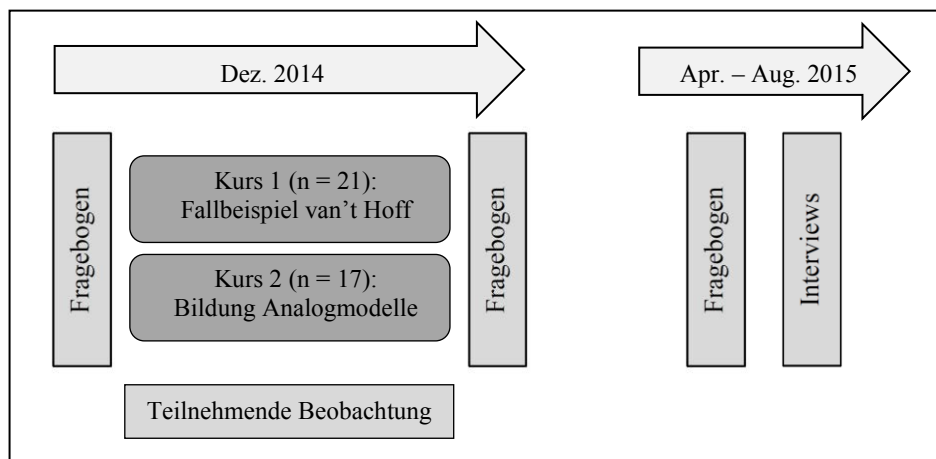 Dez. 2014
Apr. – Aug. 2015
Fragebogen
Kurs 1 (n = 21):
Fallbeispiel van’t Hoff
Kurs 2 (n = 17):
Bildung Analogmodelle
Fragebogen
Fragebogen
Interviews
Teilnehmende Beobachtung